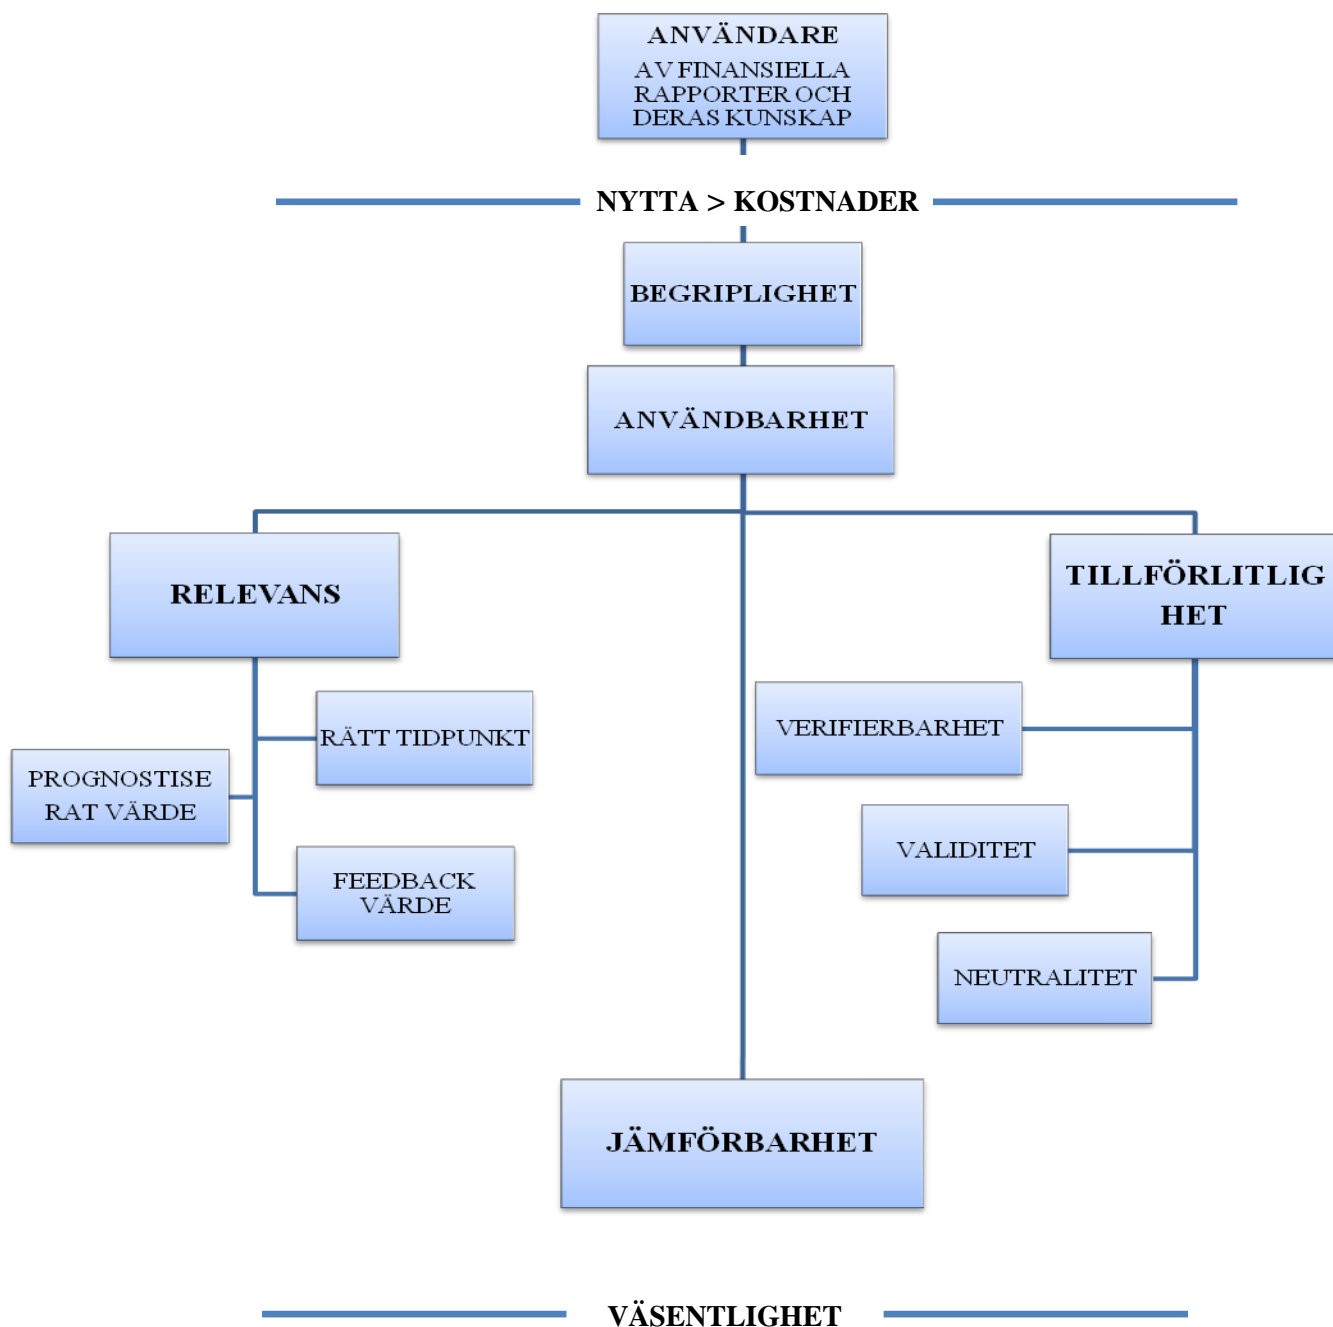 ANVÄNDARE
AV FINANSIELLA
RAPPORTER OCH
DERAS KUNSKAP
NYTTA > KOSTNADER
BEGRIPLIGHET
ANVÄNDBARHET
RELEVANS
TILLFÖRLITLIG
HET
RÄTT TIDPUNKT
PROGNOSTISE
RAT VÄRDE
FEEDBACK
VÄRDE
VERIFIERBARHET
VALIDITET
NEUTRALITET
JÄMFÖRBARHET
VÄSENTLIGHET